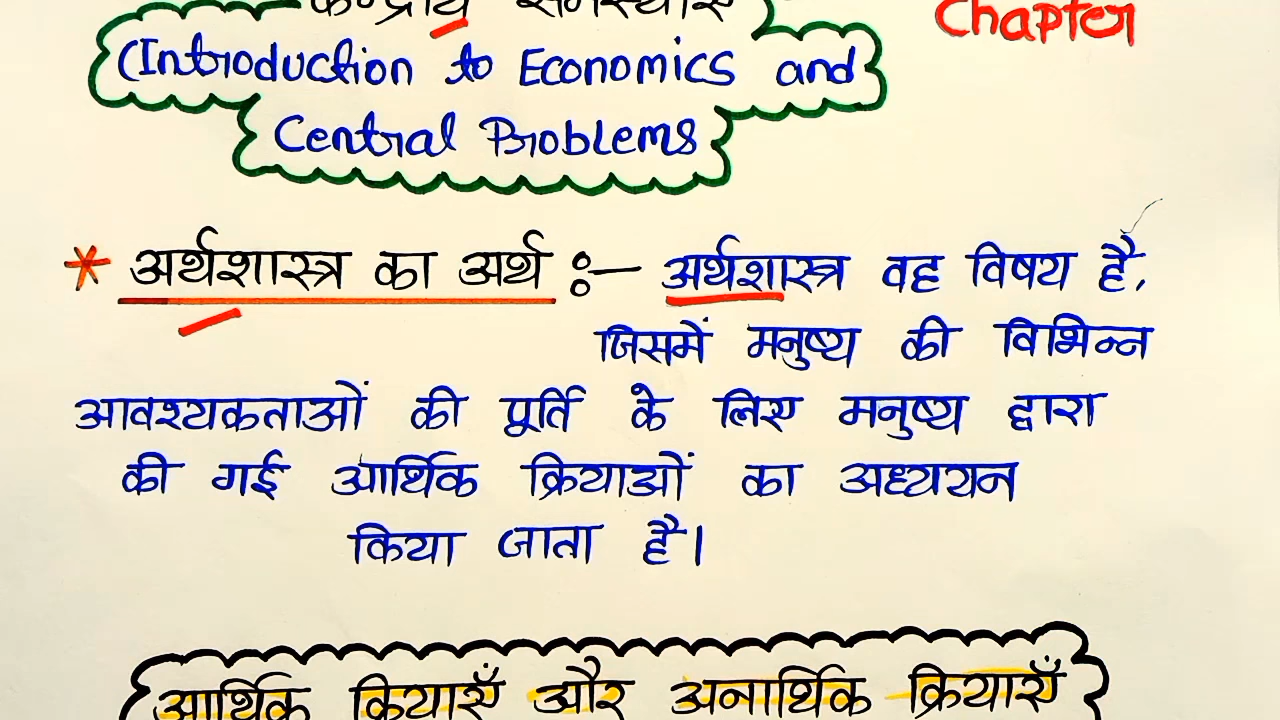 केन्द्रीय समस्याएँ
Chapter
(Introduction to Economics and
Central Problems
* अर्थशास्त्र का अर्थ :- अर्थशास्त्र वह विषय है,
जिसमें मनुष्य की विभिन्न
आवश्यकताओं की पूर्ति के लिए मनुष्य द्वारा
की गई आर्थिक क्रियाओं का अध्ययन
किया जाता है।
आर्थिक क्रियाएँ और अनार्थिक क्रियाएँ